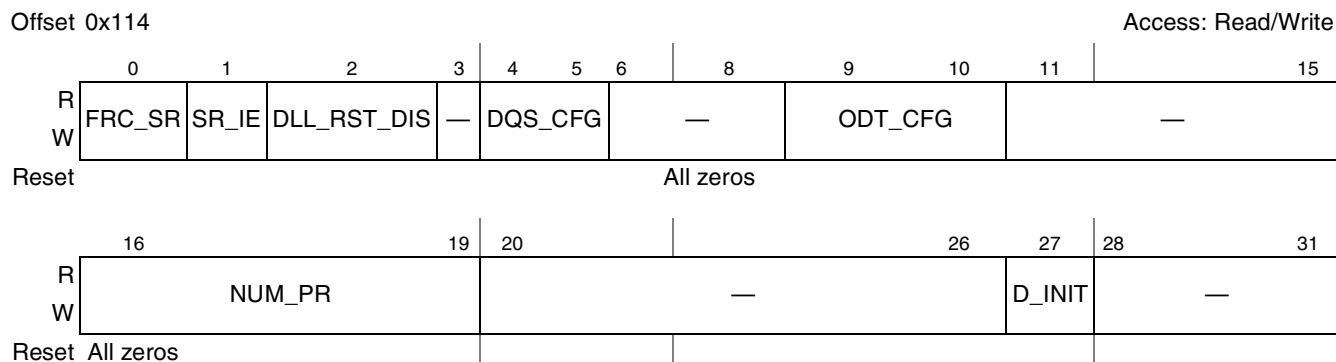 Offset 0x114 Access: Read/Write
0 1 2 3 4 5 6 8 9 10 11 15
R
W
FRC_SR SR_IE DLL_RST_DIS — DQS_CFG — ODT_CFG —
Reset All zeros
16 19 20 26 27 28 31
R
W
NUM_PR — D_INIT —
Reset All zeros